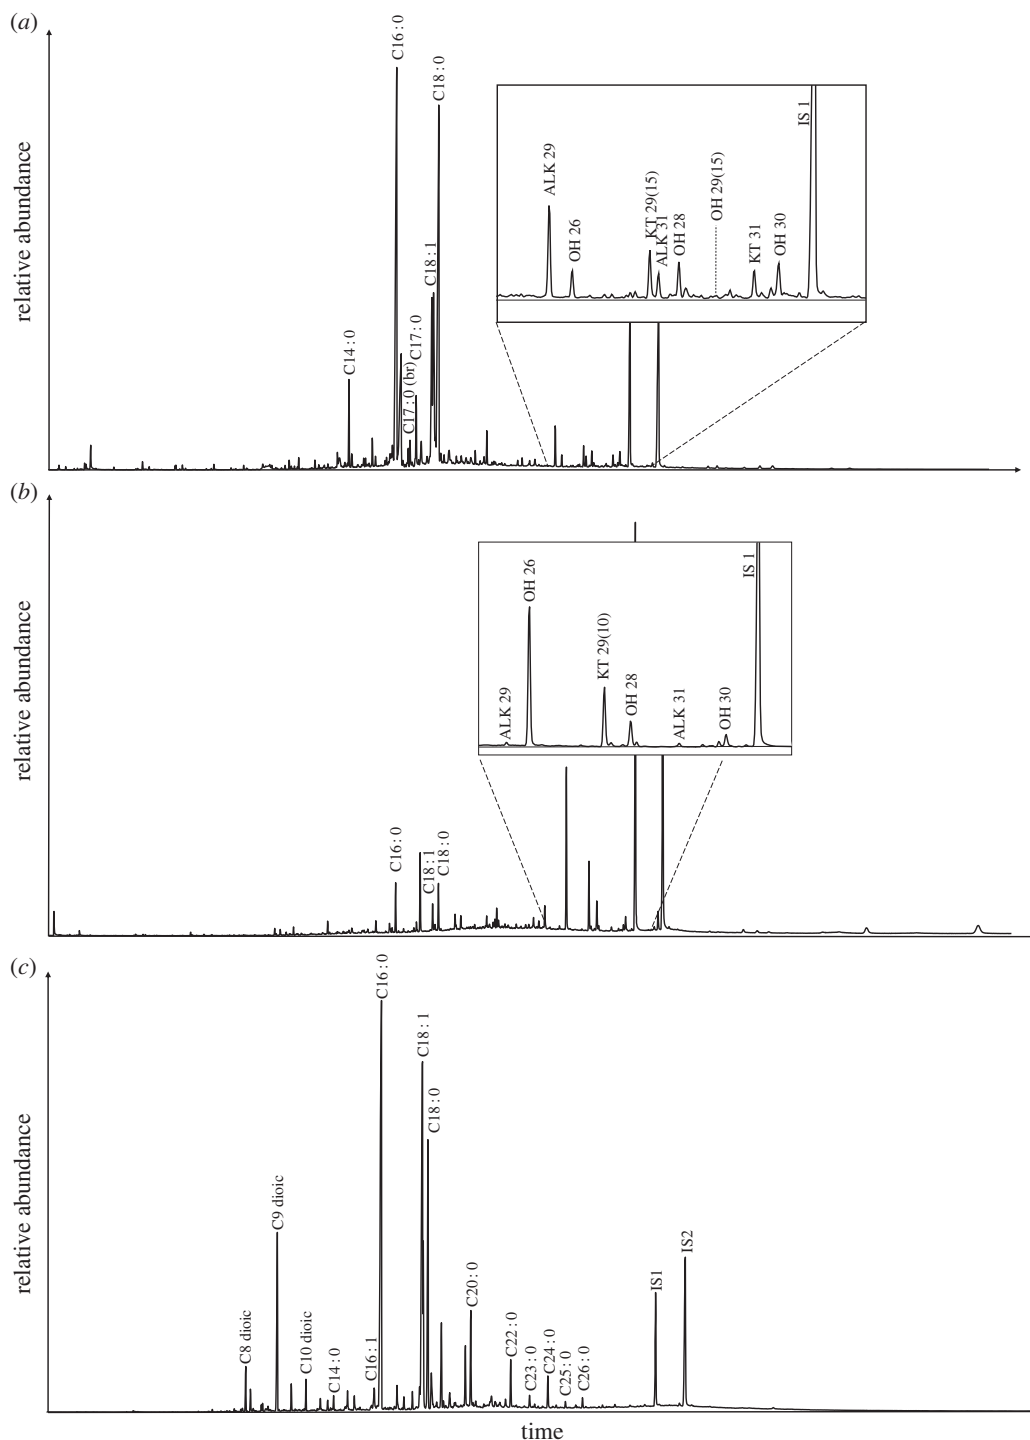 (a)
relative abundance
C14:0
C16:0
C17:0 (br)
C17:0
C18:1
C18:0
ALK 29
OH 26
KT 29(15)
ALK 31
OH 28
OH 29(15)
KT 31
OH 30
IS 1
(b)
relative abundance
C16:0
C18:1
C18:0
ALK 29
OH 26
KT 29(10)
OH 28
ALK 31
OH 30
IS 1
(c)
relative abundance
C8 dioic
C9 dioic
C10 dioic
C14:0
C16:1
C16:0
C18:1
C18:0
C20:0
C22:0
C23:0
C24:0
C25:0
C26:0
IS1
IS2
time